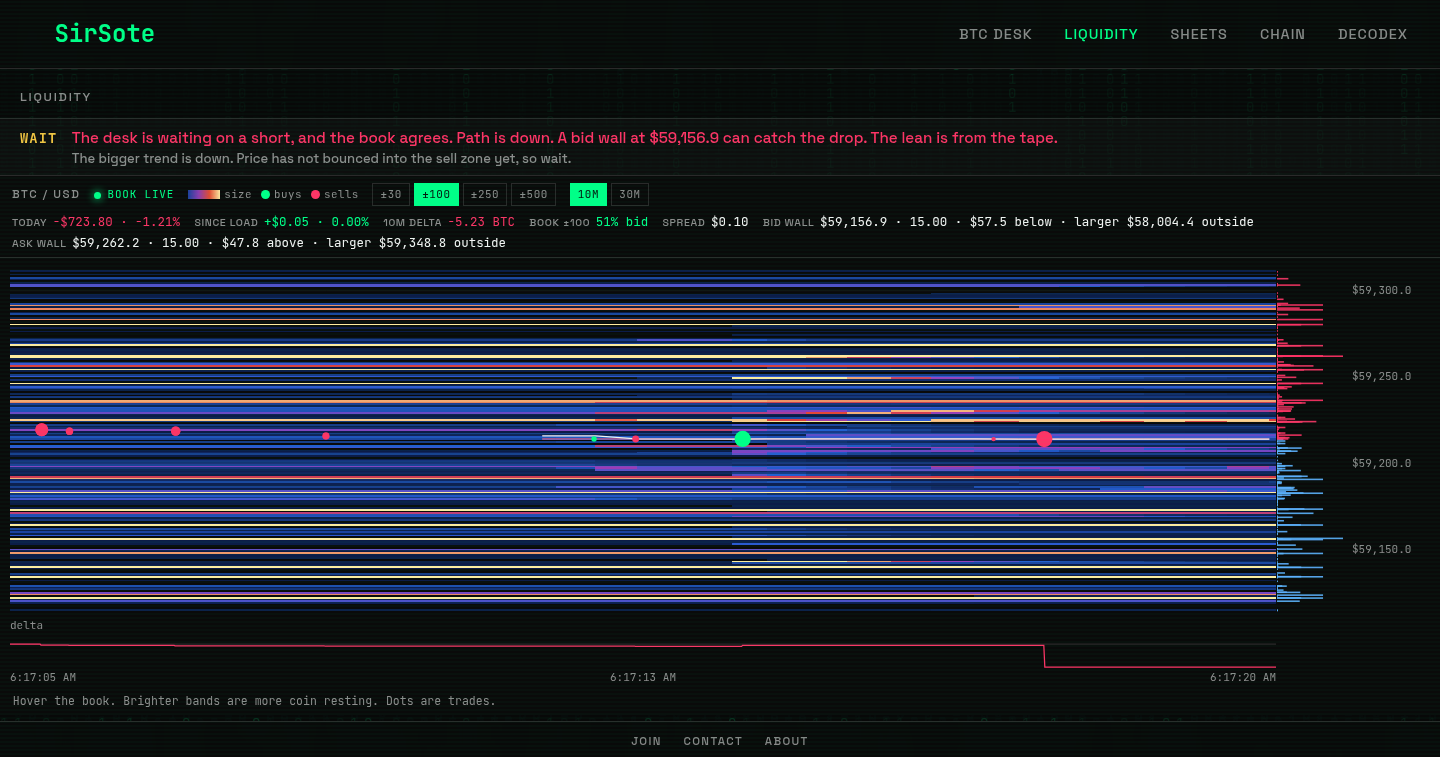 SirSote
BTC DESK LIQUIDITY SHEETS CHAIN DECODEX
LIQUIDITY
WAIT The desk is waiting on a short, and the book agrees. Path is down. A bid wall at $59,156.9 can catch the drop. The lean is from the tape.
The bigger trend is down. Price has not bounced into the sell zone yet, so wait.
BTC / USD BOOK LIVE size buys sells ±30 ±100 ±250 ±500 10M 30M
TODAY -$723.80 · -1.21% SINCE LOAD +$0.05 · 0.00% 10M DELTA -5.23 BTC BOOK ±100 51% bid SPREAD $0.10 BID WALL $59,156.9 · 15.00 · $57.5 below · larger $58,004.4 outside
ASK WALL $59,262.2 · 15.00 · $47.8 above · larger $59,348.8 outside
$59,300.0
$59,250.0
$59,200.0
$59,150.0
delta
6:17:05 AM 6:17:13 AM 6:17:20 AM
Hover the book. Brighter bands are more coin resting. Dots are trades.
JOIN CONTACT ABOUT